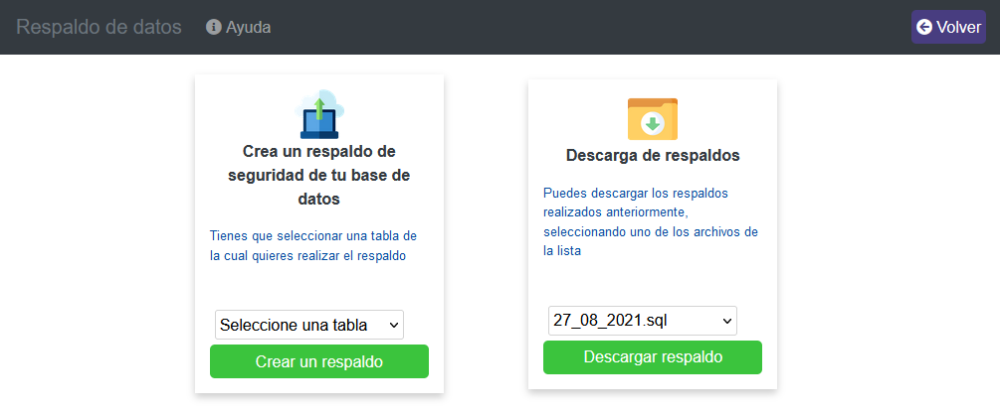 Respaldo de datos
Ayuda
Volver
Crea un respaldo de
seguridad de tu base de
datos
Tienes que seleccionar una tabla de
la cual quieres realizar el respaldo
Seleccione una tabla
Crear un respaldo
Descarga de respaldos
Puedes descargar los respaldos
realizados anteriormente,
seleccionando uno de los archivos de
la lista
27_08_2021.sql
Descargar respaldo